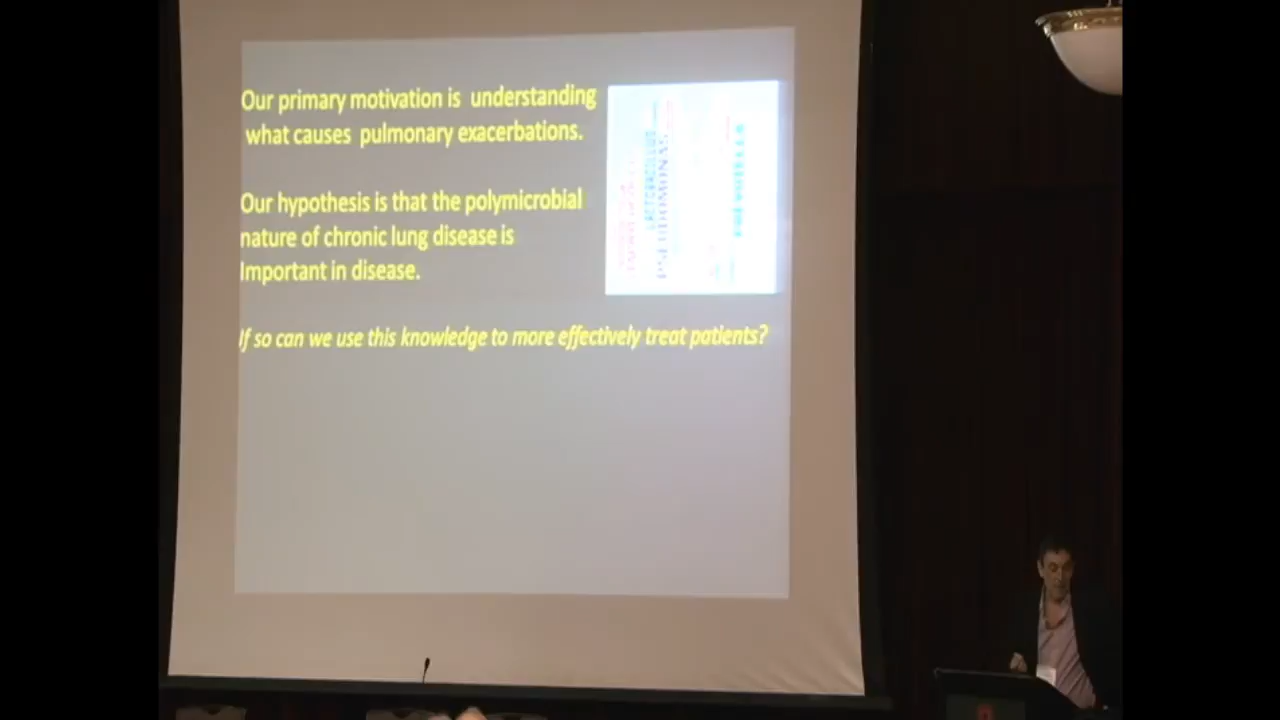 Our primary motivation is understanding
what causes pulmonary exacerbations.
Our hypothesis is that the polymicrobial
nature of chronic lung disease is
Important in disease.
If so can we use this knowledge to more effectively treat patients?
PSEUDOMONAS